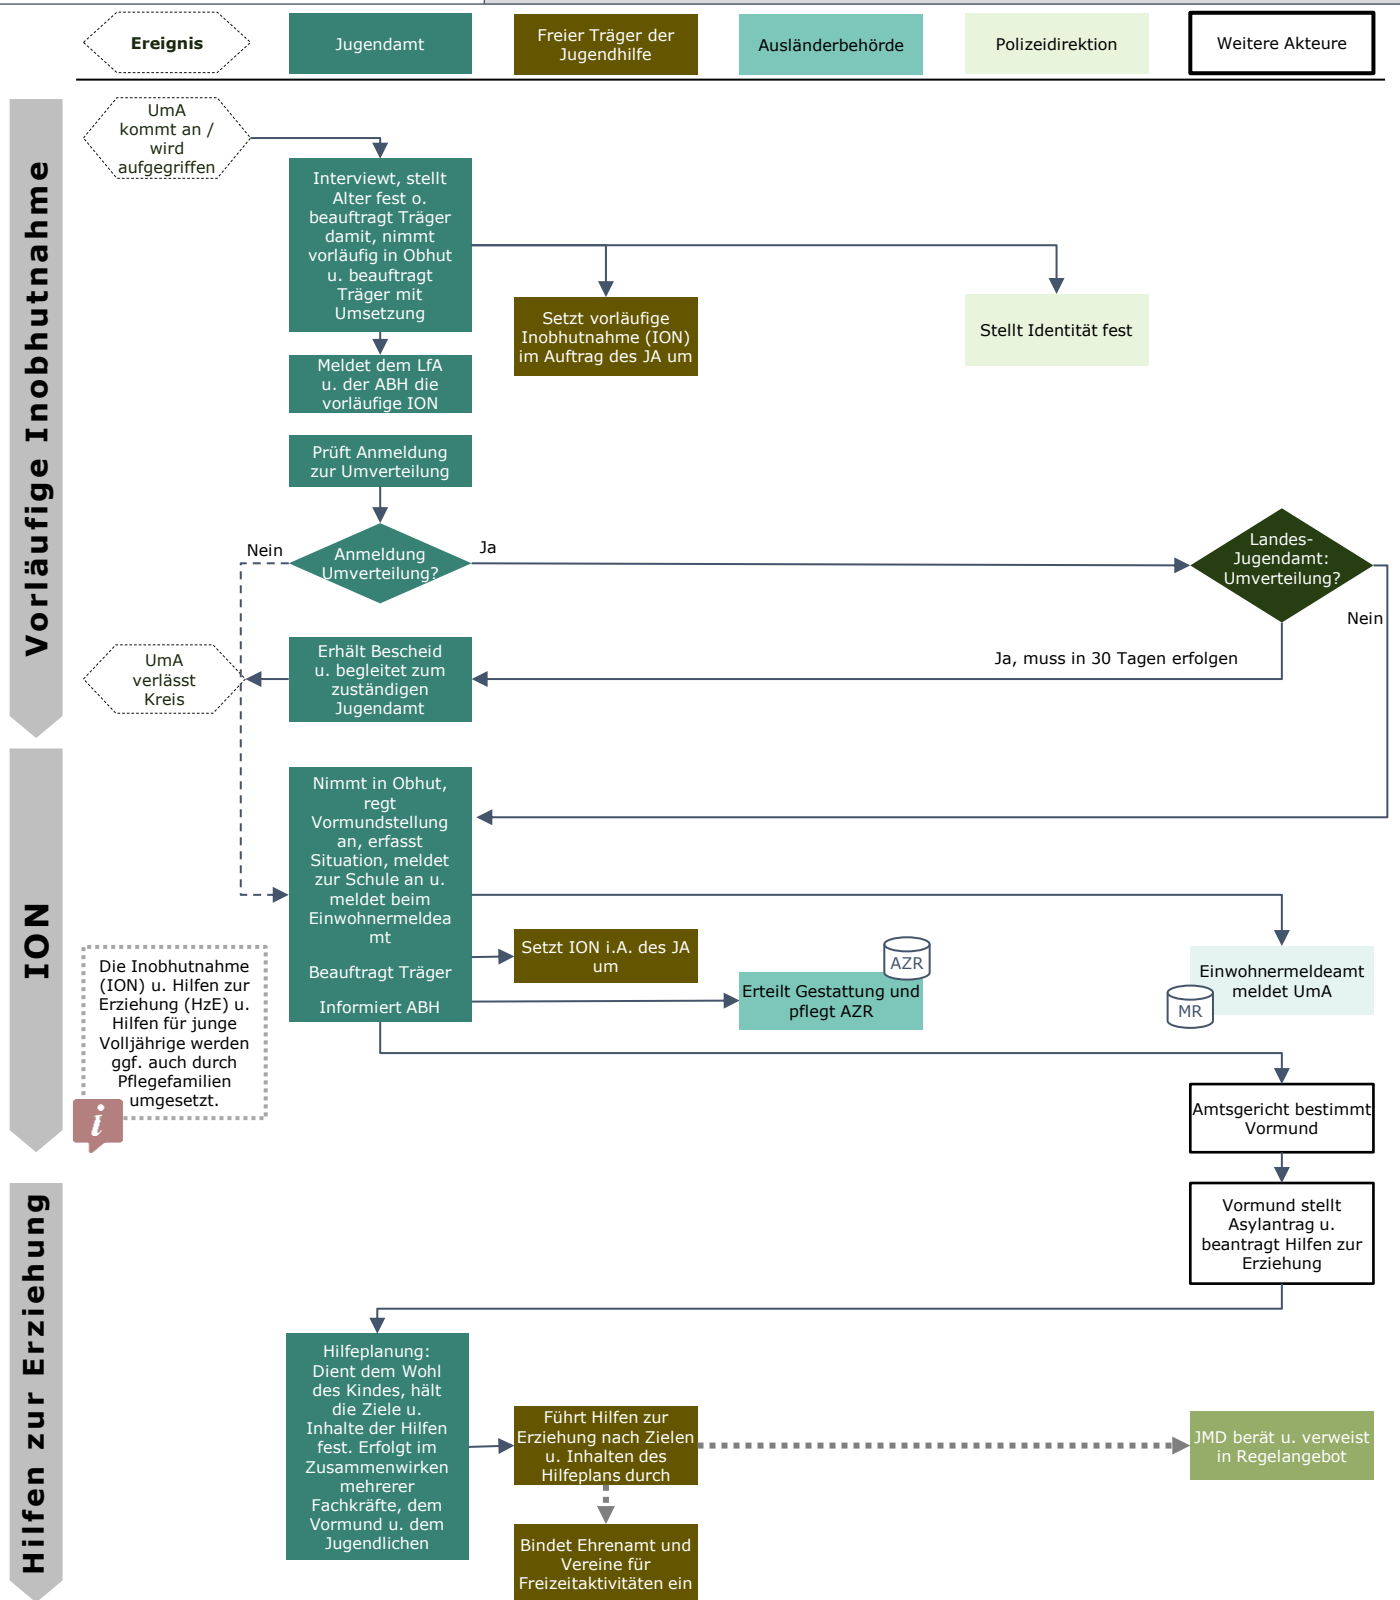 Ereignis
Jugendamt
Freier Träger der
Jugendhilfe
Ausländerbehörde
Polizeidirektion
Weitere Akteure
Vorläufige Inobhutnahme
UmA
kommt an /
wird
aufgegriffen
Interviewt, stellt
Alter fest o.
beauftragt Träger
damit, nimmt
vorläufig in Obhut
u. beauftragt
Träger mit
Umsetzung
Setzt vorläufige
Inobhutnahme (ION)
im Auftrag des JA um
Stellt Identität fest
Meldet dem LfA
u. der ABH die
vorläufige ION
Prüft Anmeldung
zur Umverteilung
Nein
Anmeldung
Umverteilung?
Ja
Landes-
Jugendamt:
Umverteilung?
Nein
Ja, muss in 30 Tagen erfolgen
UmA
verlässt
Kreis
Erhält Bescheid
u. begleitet zum
zuständigen
Jugendamt
ION
Nimmt in Obhut,
regt
Vormundstellung
an, erfasst
Situation, meldet
zur Schule an u.
meldet beim
Einwohnermeldea
mt
Beauftragt Träger
Informiert ABH
Setzt ION i.A. des JA
um
AZR
Erteilt Gestattung und
pflegt AZR
Einwohnermeldeamt
meldet UmA
MR
Die Inobhutnahme
(ION) u. Hilfen zur
Erziehung (HzE) u.
Hilfen für junge
Volljährige werden
ggf. auch durch
Pflegefamilien
umgesetzt.
i
Amtsgericht bestimmt
Vormund
Hilfen zur Erziehung
Vormund stellt
Asylantrag u.
beantragt Hilfen zur
Erziehung
Hilfeplanung:
Dient dem Wohl
des Kindes, hält
die Ziele u.
Inhalte der Hilfen
fest. Erfolgt im
Zusammenwirken
mehrerer
Fachkräfte, dem
Vormund u. dem
Jugendlichen
Führt Hilfen zur
Erziehung nach Zielen
u. Inhalten des
Hilfeplans durch
JMD berät u. verweist
in Regelangebot
Bindet Ehrenamt und
Vereine für
Freizeitaktivitäten ein